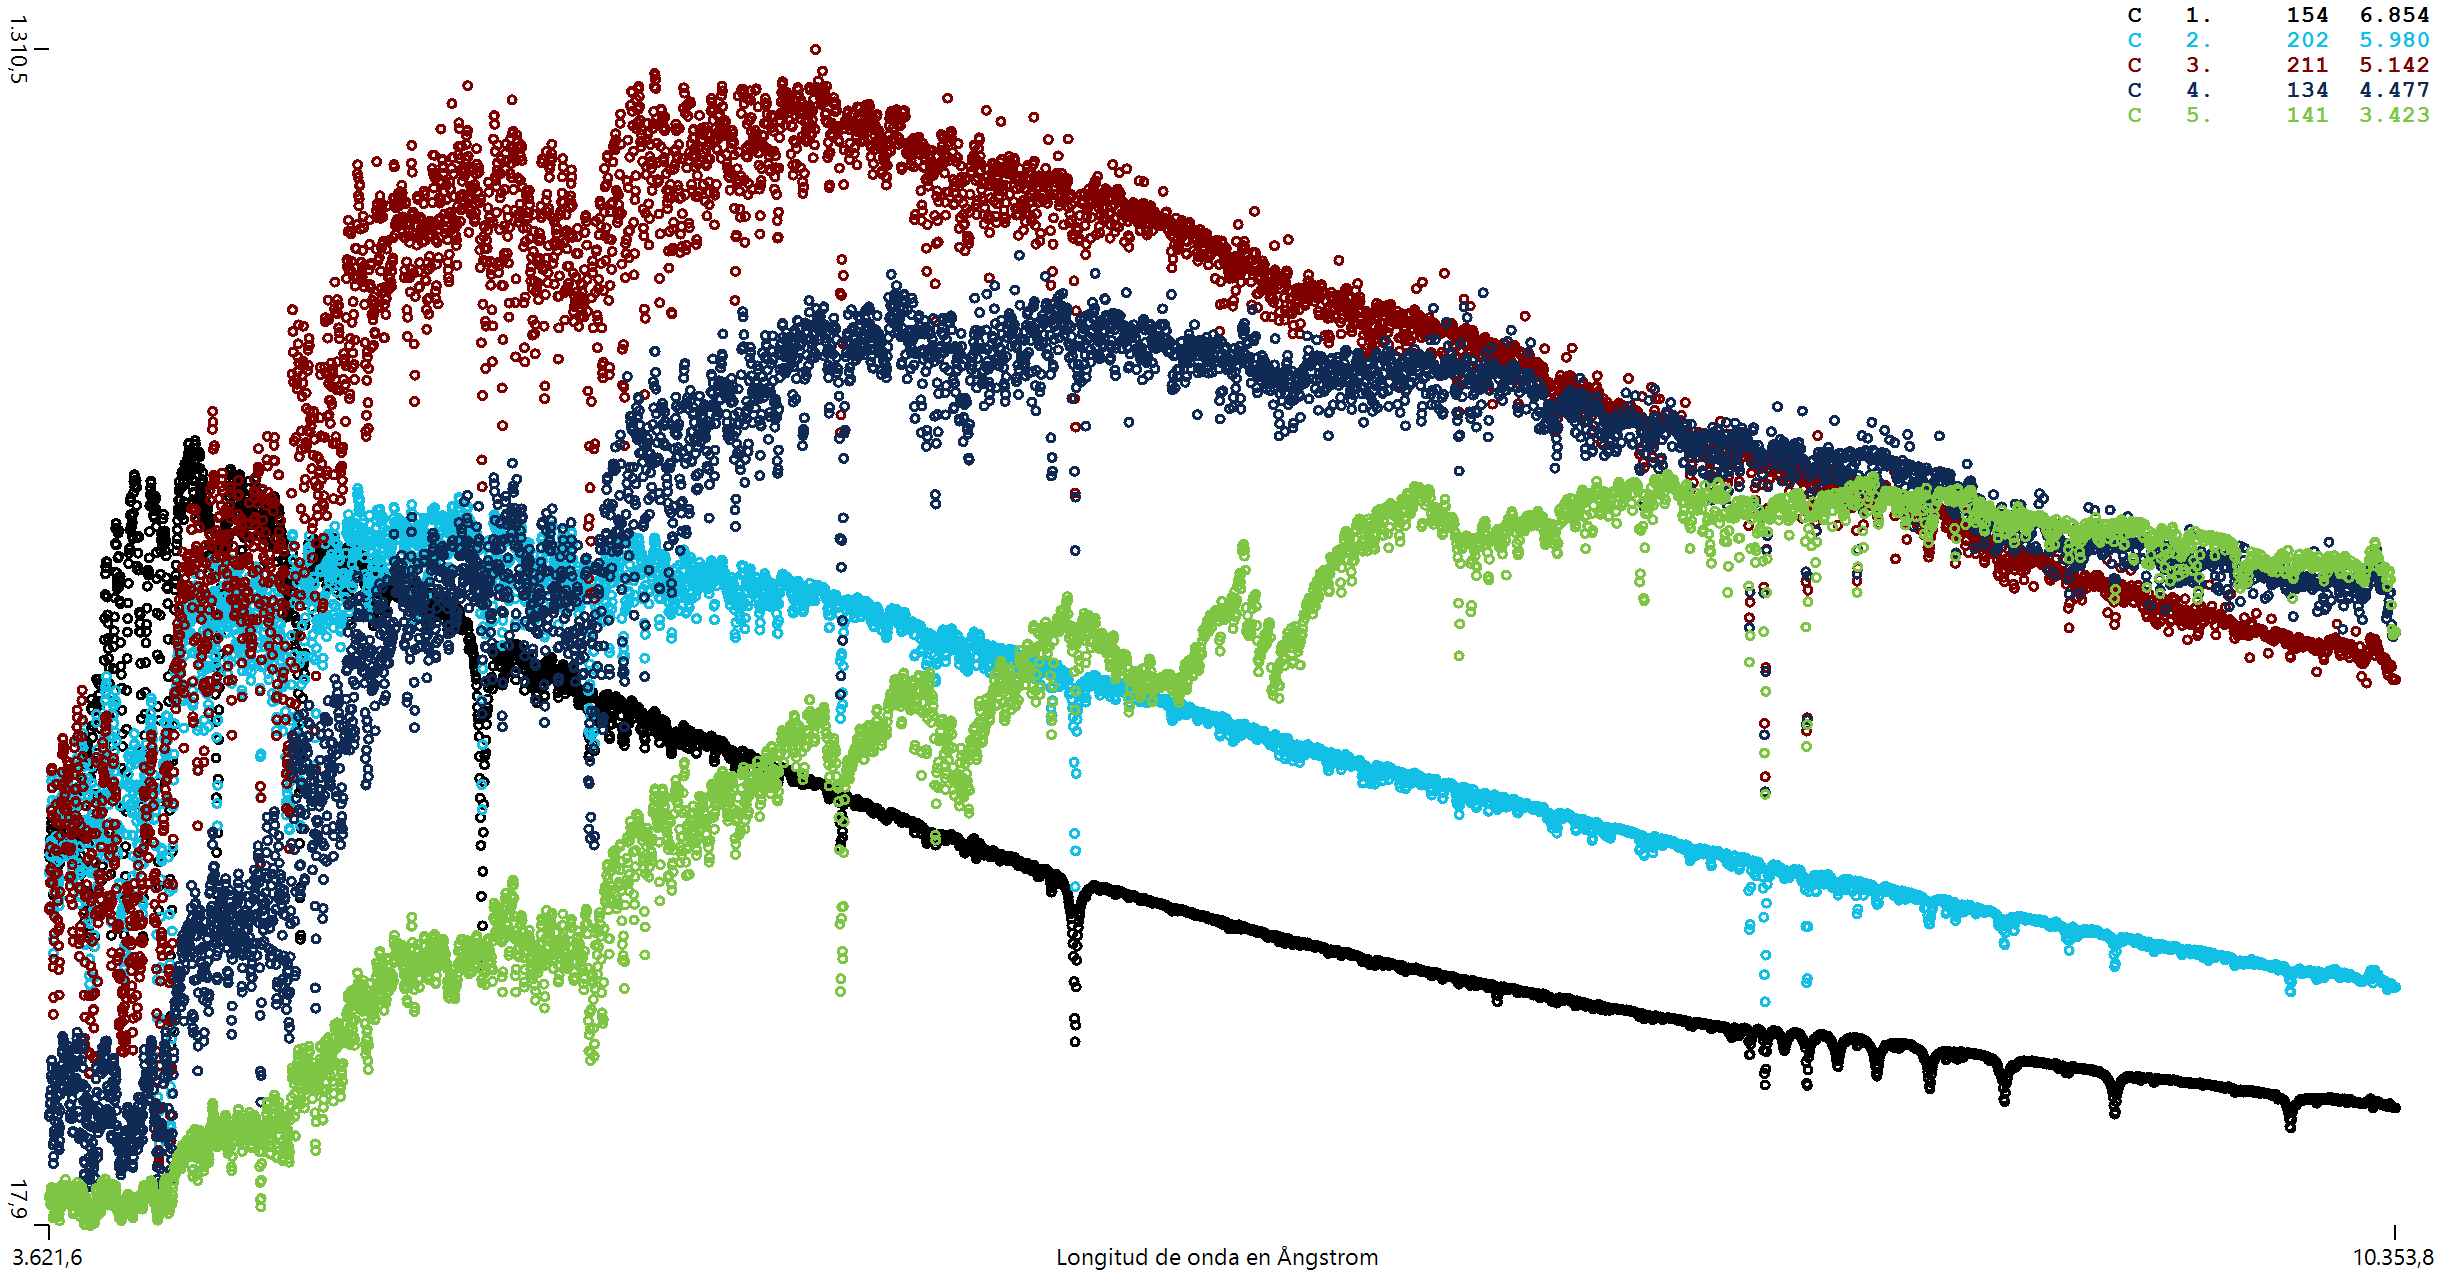 C 1. 154 6.854
C 2. 202 5.980
C 3. 211 5.142
C 4. 134 4.477
C 5. 141 3.423
1.310,5
17,9
3.621,6
Longitud de onda en Ångstrom
10.353,8